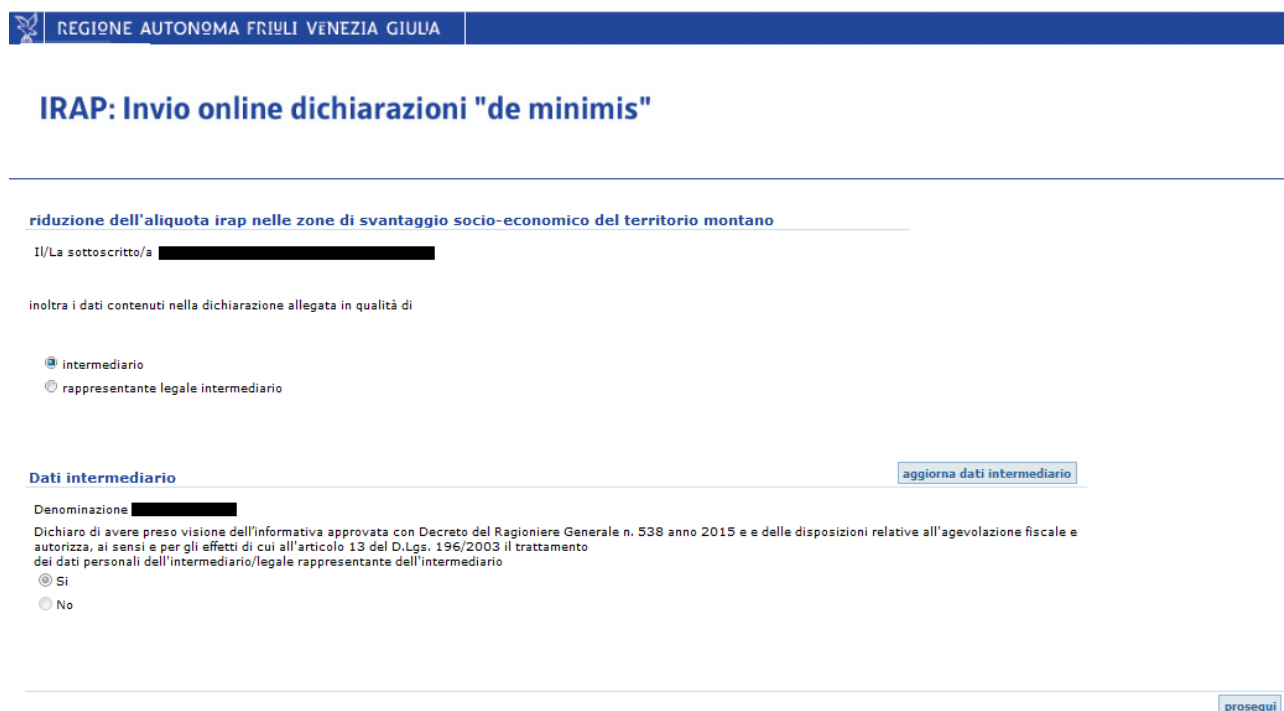 REGIONE AUTONOMA FRIULI VENEZIA GIULIA
IRAP: Invio online dichiarazioni "de minimis"
riduzione dell'aliquota irap nelle zone di svantaggio socio-economico del territorio montano
Il/La sottoscritto/a
inoltra i dati contenuti nella dichiarazione allegata in qualità di
intermediario
rappresentante legale intermediario
Dati intermediario
aggiorna dati intermediario
Denominazione
Dichiaro di avere preso visione dell'informativa approvata con Decreto del Ragioniere Generale n. 538 anno 2015 e e delle disposizioni relative all'agevolazione fiscale e
autorizza, ai sensi e per gli effetti di cui all'articolo 13 del D.Lgs. 196/2003 il trattamento
dei dati personali dell'intermediario/legale rappresentante dell'intermediario
Si
No
prosegui